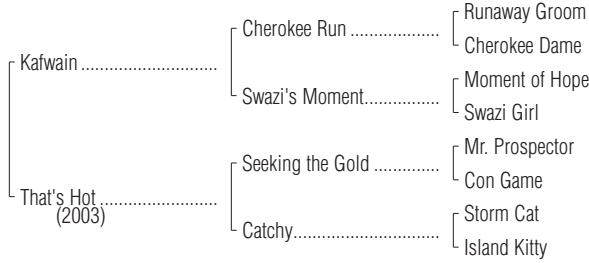 Runaway Groom
Cherokee Run ....................
Cherokee Dame
Kafwain ..............................
Moment of Hope
Swazi's Moment.................
Swazi Girl
Mr. Prospector
Seeking the Gold ...............
Con Game
That's Hot ..........................
(2003)
Storm Cat
Catchy.................................
Island Kitty